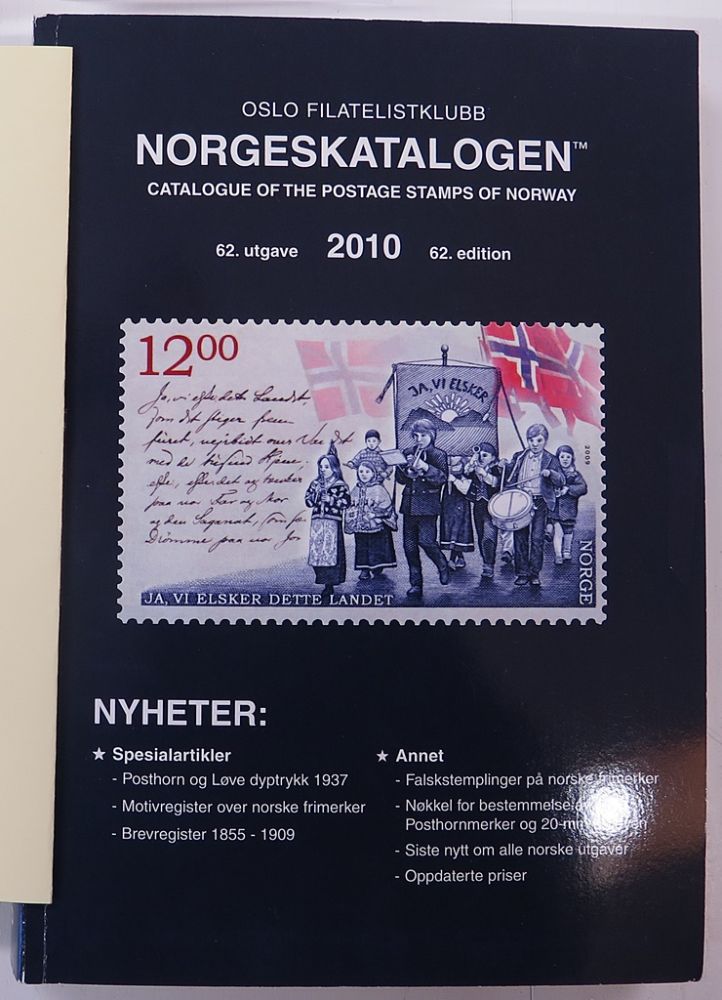 OSLO FILATELISTKLUBB
NORGESKATALOGEN™
CATALOGUE OF THE POSTAGE STAMPS OF NORWAY
62. utgave 2010 62. edition
12 00
JA, VI ELSKER
2009
NORGE
JA, VI ELSKER DETTE LANDET
NYHETER:
★ Spesialartikler
- Posthorn og Løve dyptrykk 1937
- Motivregister over norske frimerker
- Brevregister 1855 - 1909
★ Annet
- Falskstemplinger på norske frimerker
- Nøkkel for bestemmelse
Posthornmerker og
- Siste nytt om alle norske utgaver
- Oppdaterte priser